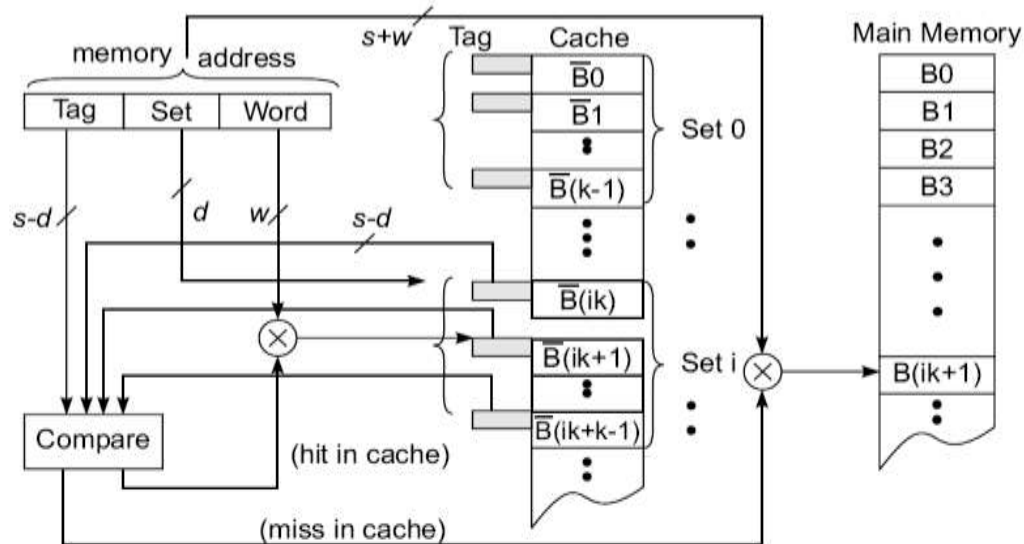 s+w
Tag Cache
Main Memory
memory address
Tag Set Word
B̅0
B̅1
B̅(k-1)
Set 0
B0
B1
B2
B3
s-d
d
w
s-d
B̅(ik)
B̅(ik+1)
B̅(ik+k-1)
Set i
B(ik+1)
Compare
(hit in cache)
(miss in cache)